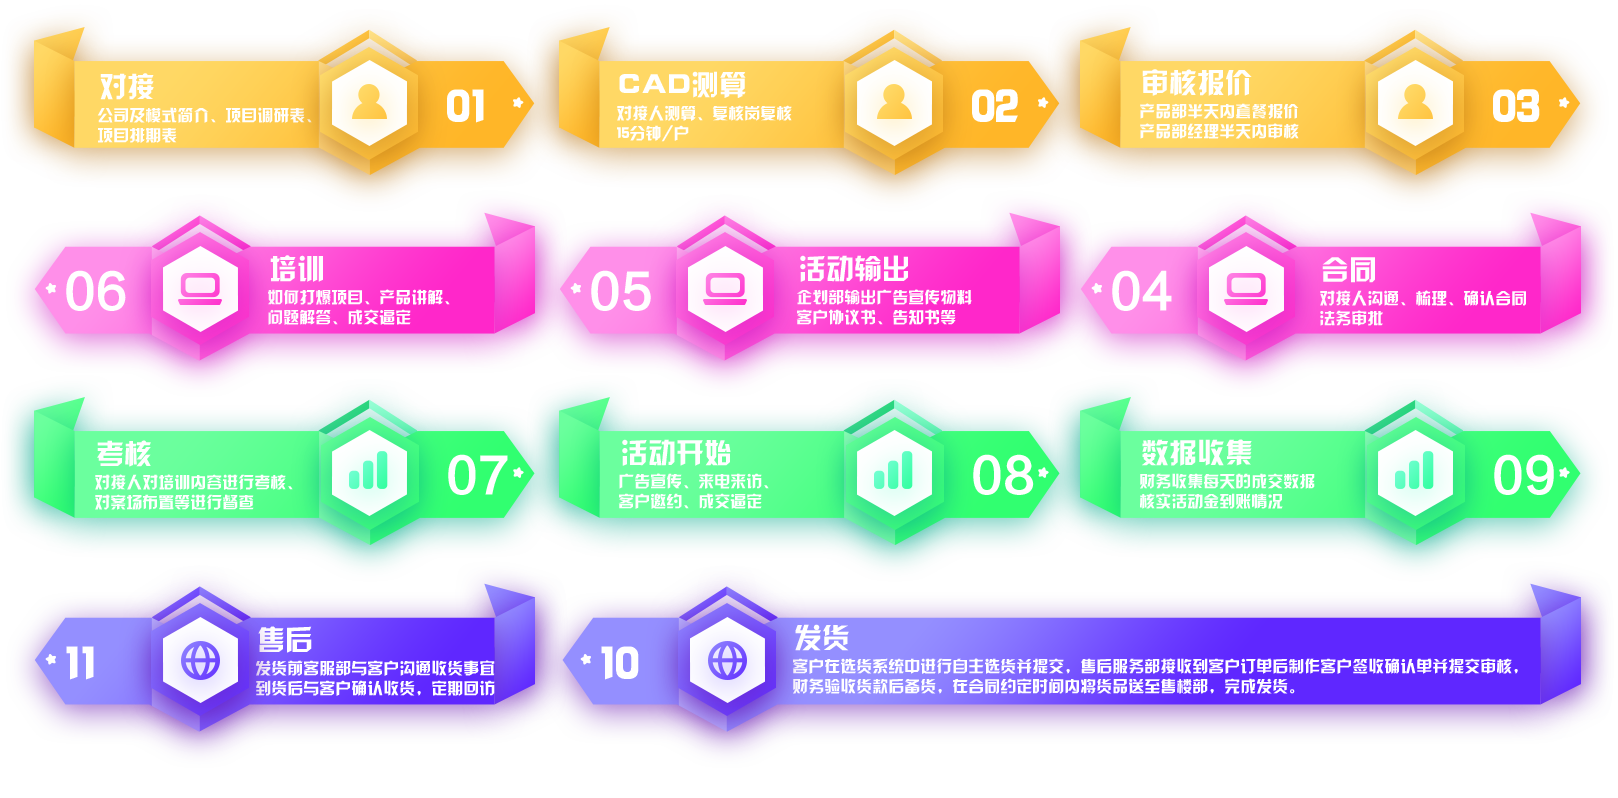 对接
公司及模式简介、项目调研表、
项目排期表
01
CAD测算
对接人测算、复核岗复核
15分钟/户
02
审核报价
产品部半天内套餐报价
产品部经理半天内审核
03
06
培训
如何打爆项目、产品讲解、
问题解答、成交逼定
05
活动输出
企划部输出广告宣传物料
客户协议书、告知书等
04
合同
对接人沟通、梳理、确认合同
法务审批
考核
对接人对培训内容进行考核、
对案场布置等进行督查
07
活动开始
广告宣传、来电来访、
客户邀约、成交逼定
08
数据收集
财务收集每天的成交数据
核实活动金到账情况
09
11
售后
发货前客服部与客户沟通收货事宜
到货后与客户确认收货，定期回访
10
发货
客户在选货系统中进行自主选货并提交，售后服务部接收到客户订单后制作客户签收确认单并提交审核，
财务验收货款后备货，在合同约定时间内将货品送至售楼部，完成发货。